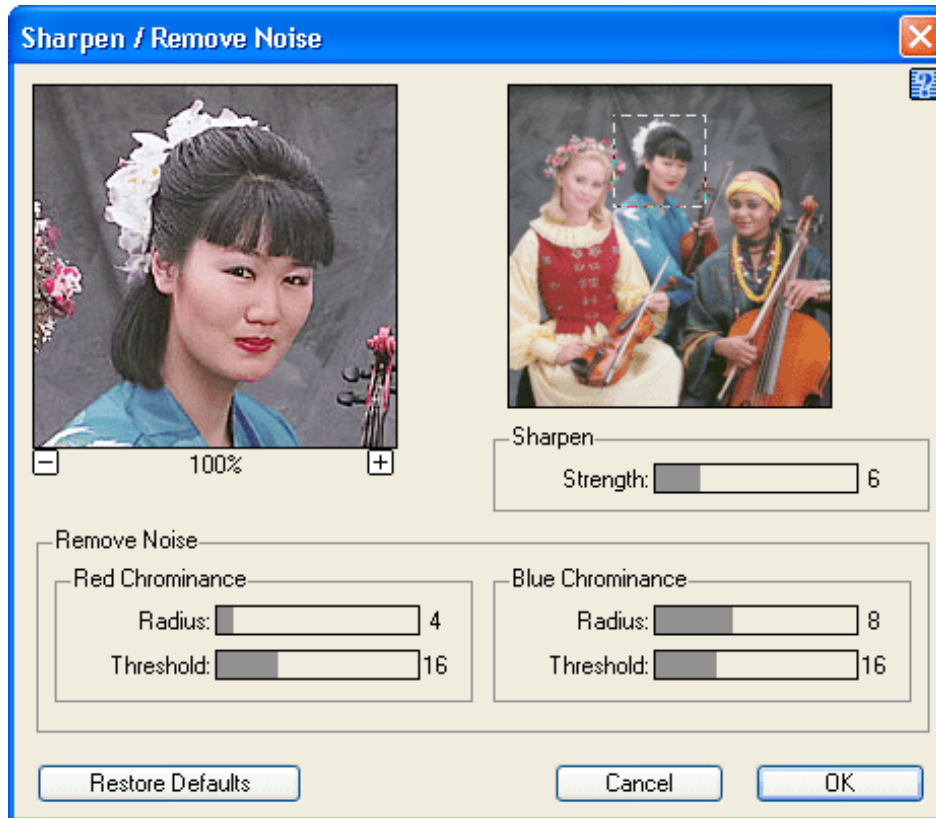 Sharpen / Remove Noise
100%
Sharpen
Strength: 6
Remove Noise
Red Chrominance
Radius: 4
Threshold: 16
Blue Chrominance
Radius: 8
Threshold: 16
Restore Defaults
Cancel
OK